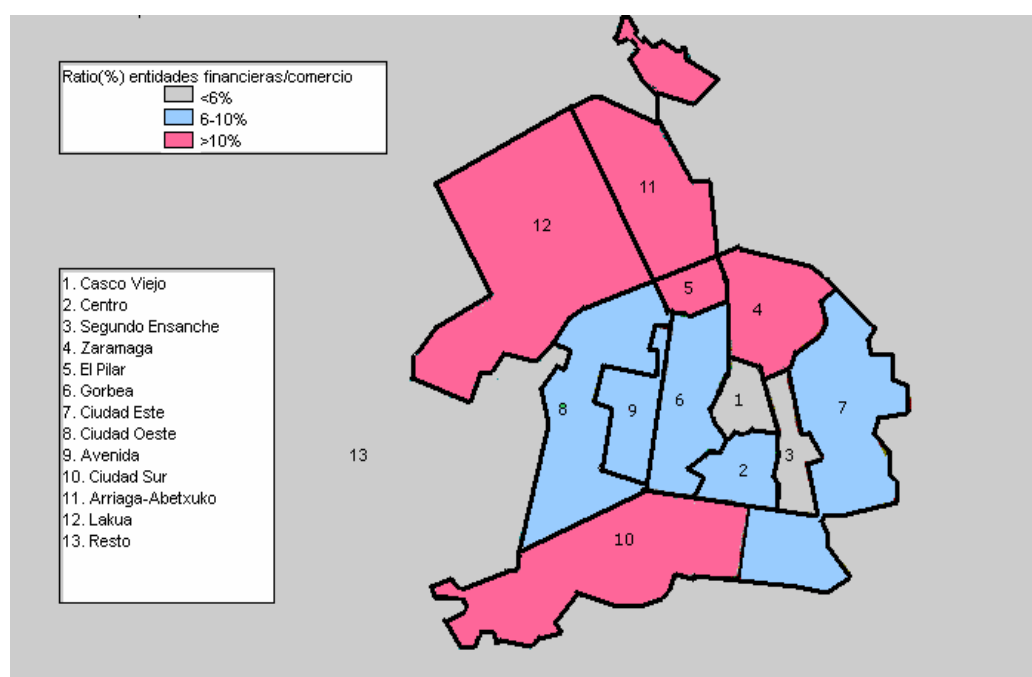 Ratio(%) entidades financieras/comercio
<6%
6-10%
>10%
11
12
5
4
1. Casco Viejo
2. Centro
3. Segundo Ensanche
4. Zaramaga
5. El Pilar
6. Gorbea
7. Ciudad Este
8. Ciudad Oeste
9. Avenida
10. Ciudad Sur
11. Arriaga-Abetxuko
12. Lakua
13. Resto
8
9
6
1
7
13
2
3
10